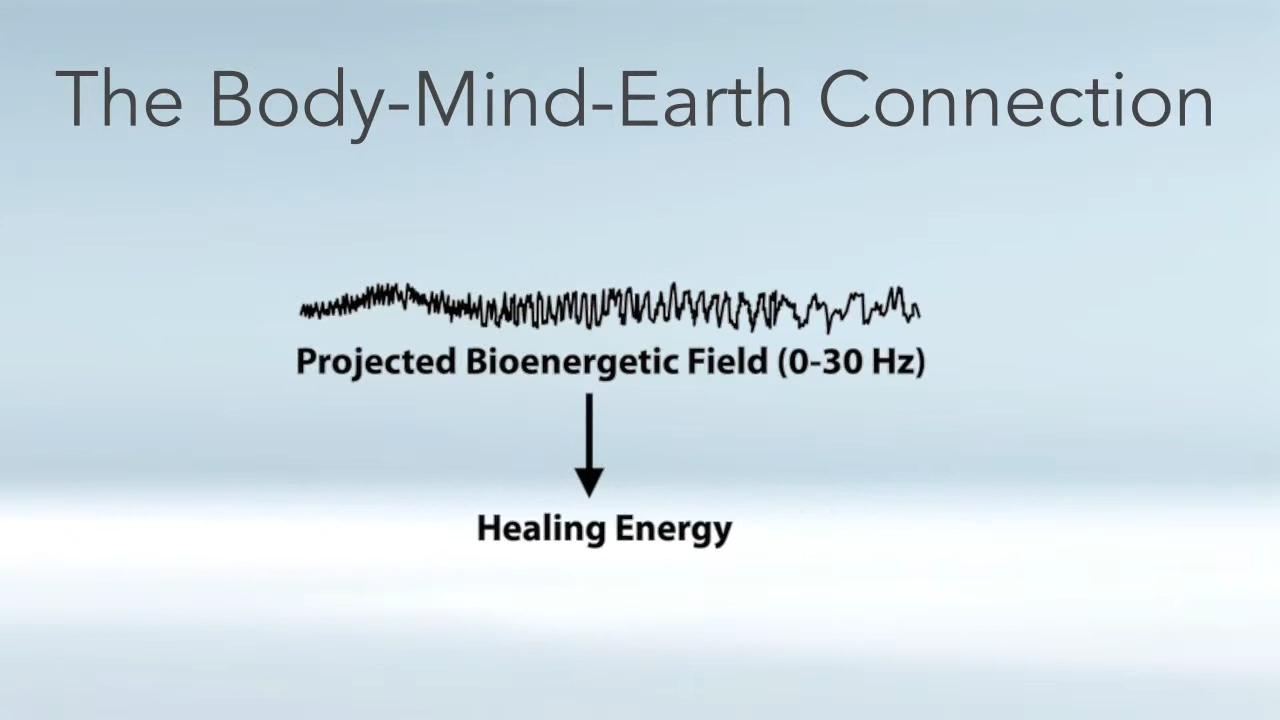 The Body-Mind-Earth Connection
Projected Bioenergetic Field (0-30 Hz)
Healing Energy